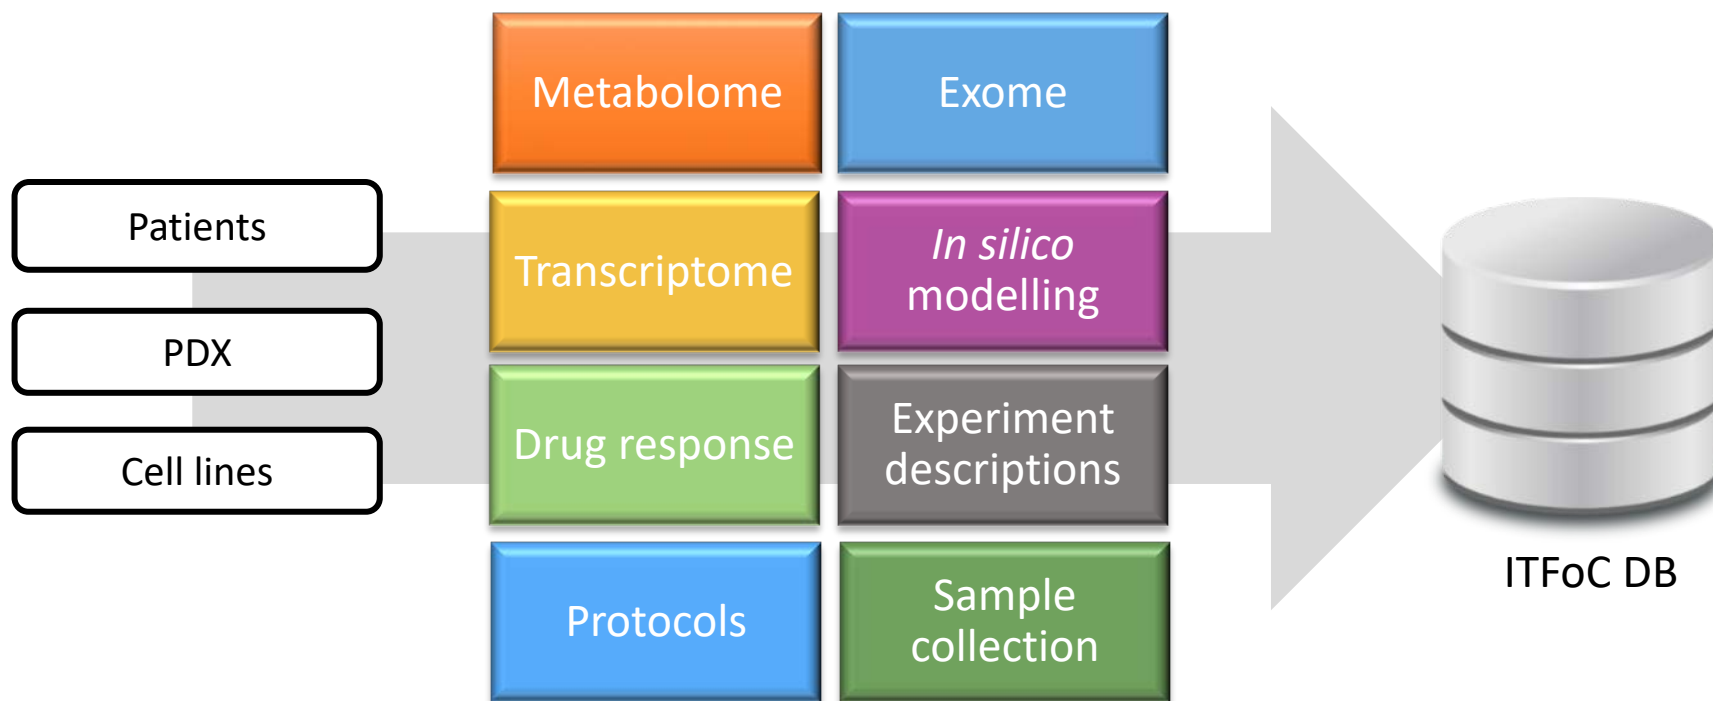 Patients
PDX
Cell lines
Metabolome
Exome
Transcriptome
In silico
modelling
Drug response
Experiment
descriptions
Protocols
Sample
collection
ITFoC DB